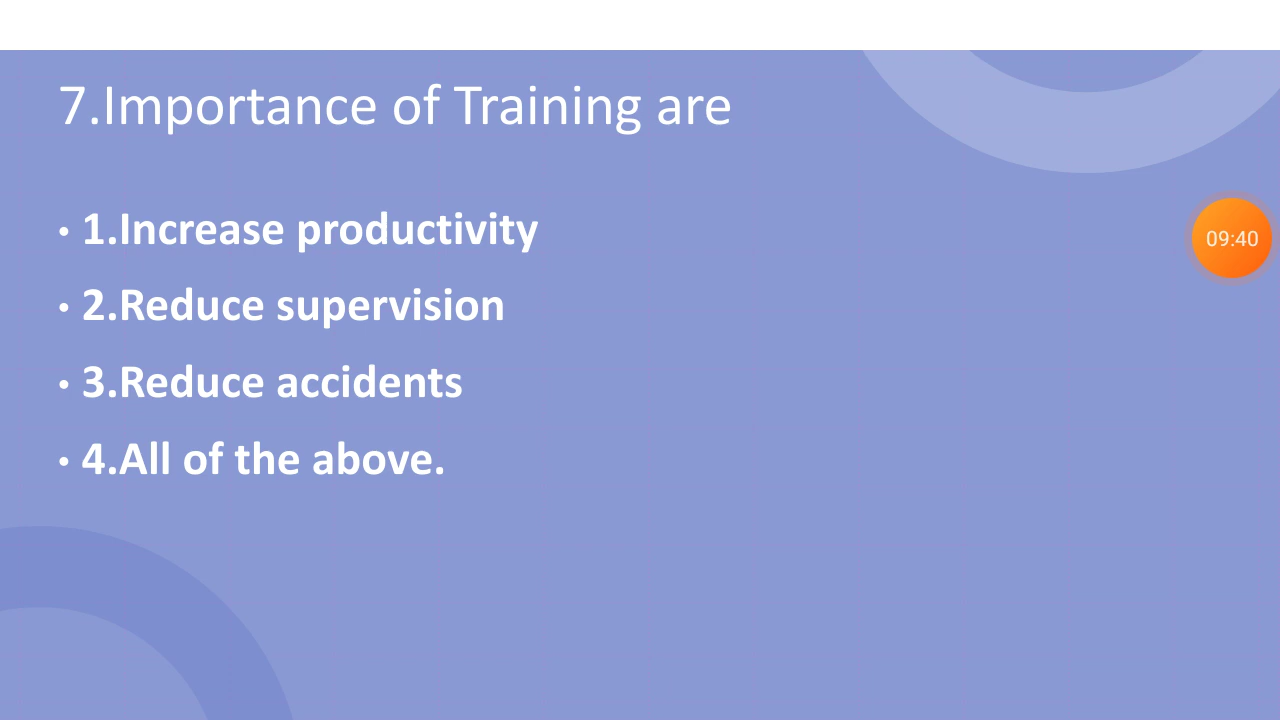 7.Importance of Training are
• 1.Increase productivity
09:40
• 2.Reduce supervision
• 3.Reduce accidents
• 4.All of the above.